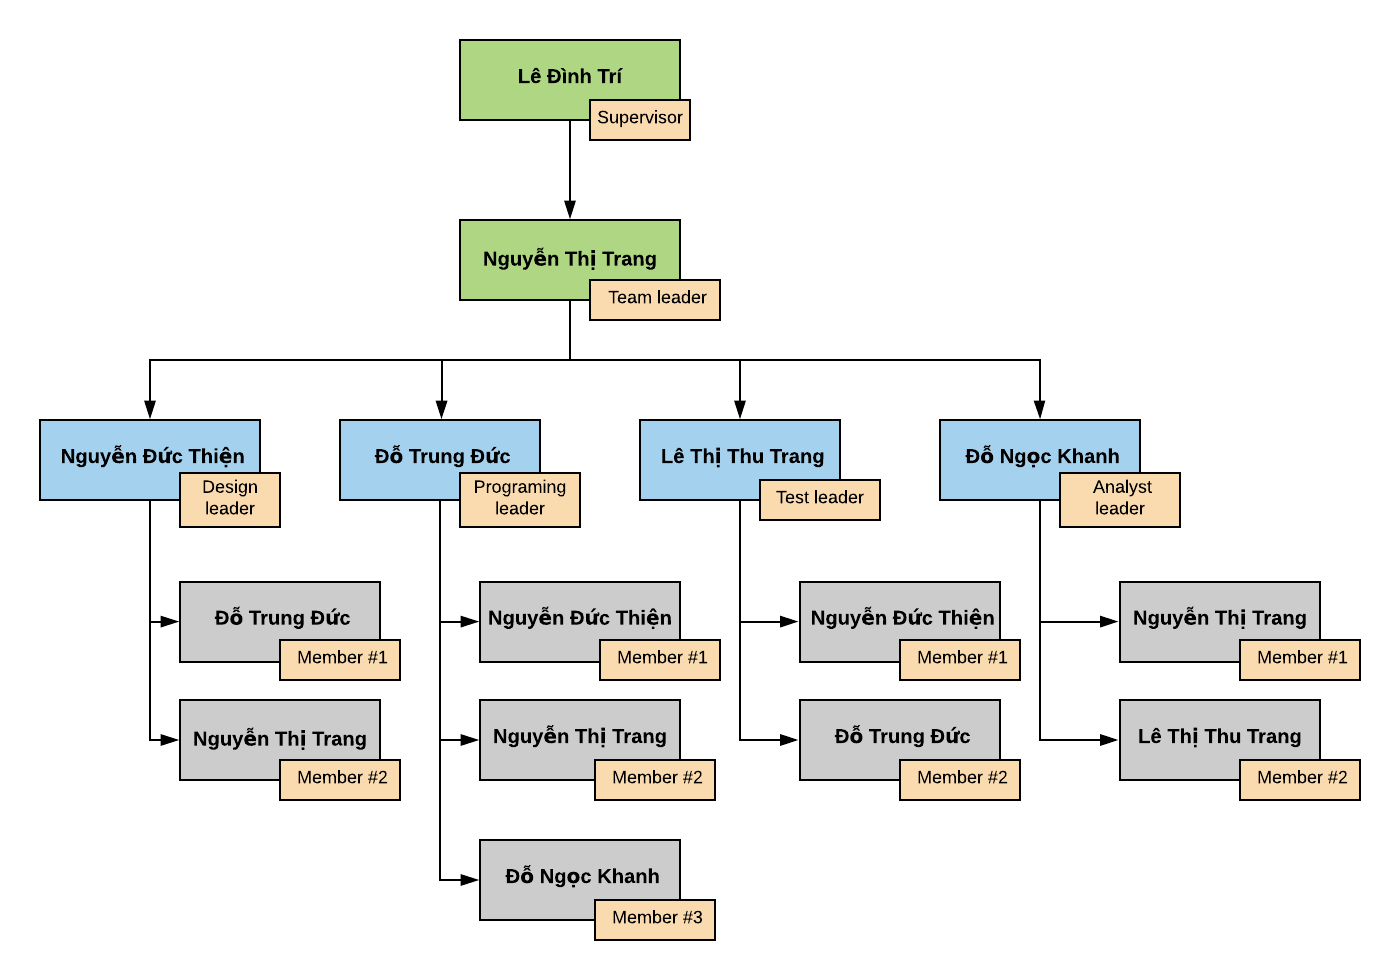 Lê Đình Trí
Supervisor
Nguyễn Thị Trang
Team leader
Nguyễn Đức Thiện
Design
leader
Đỗ Trung Đức
Programing
leader
Lê Thị Thu Trang
Test leader
Đỗ Ngọc Khanh
Analyst
leader
Đỗ Trung Đức
Member #1
Nguyễn Thị Trang
Member #2
Nguyễn Đức Thiện
Member #1
Nguyễn Thị Trang
Member #2
Đỗ Ngọc Khanh
Member #3
Nguyễn Đức Thiện
Member #1
Đỗ Trung Đức
Member #2
Nguyễn Thị Trang
Member #1
Lê Thị Thu Trang
Member #2